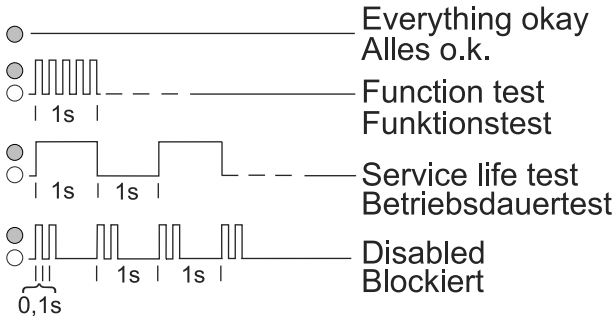 Everything okay
Alles o.k.
Function test
1s
Funktionstest
Service life test
1s 1s
Betriebsdauertest
Disabled
1s 1s
Blockiert
0,1s